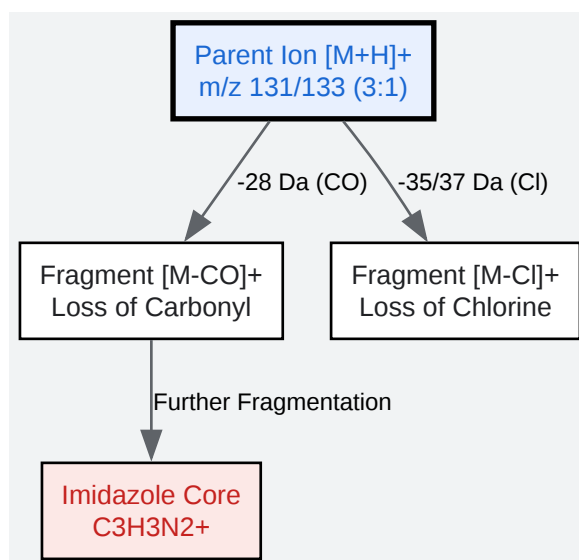 Parent Ion [M+H]+
m/z 131/133 (3:1)
-28 Da (CO)
-35/37 Da (Cl)
Fragment [M-CO]+
Loss of Carbonyl
Fragment [M-Cl]+
Loss of Chlorine
Further Fragmentation
Imidazole Core
C3H3N2+